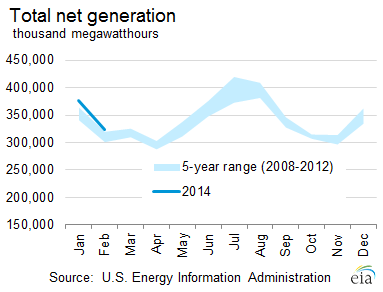 Total net generation
thousand megawatthours
450,000
400,000
350,000
300,000
250,000
200,000
150,000
5-year range (2008-2012)
2014
Jan
Feb
Mar
Apr
May
Jun
Jul
Aug
Sep
Oct
Nov
Dec
Source: U.S. Energy Information Administration
eia